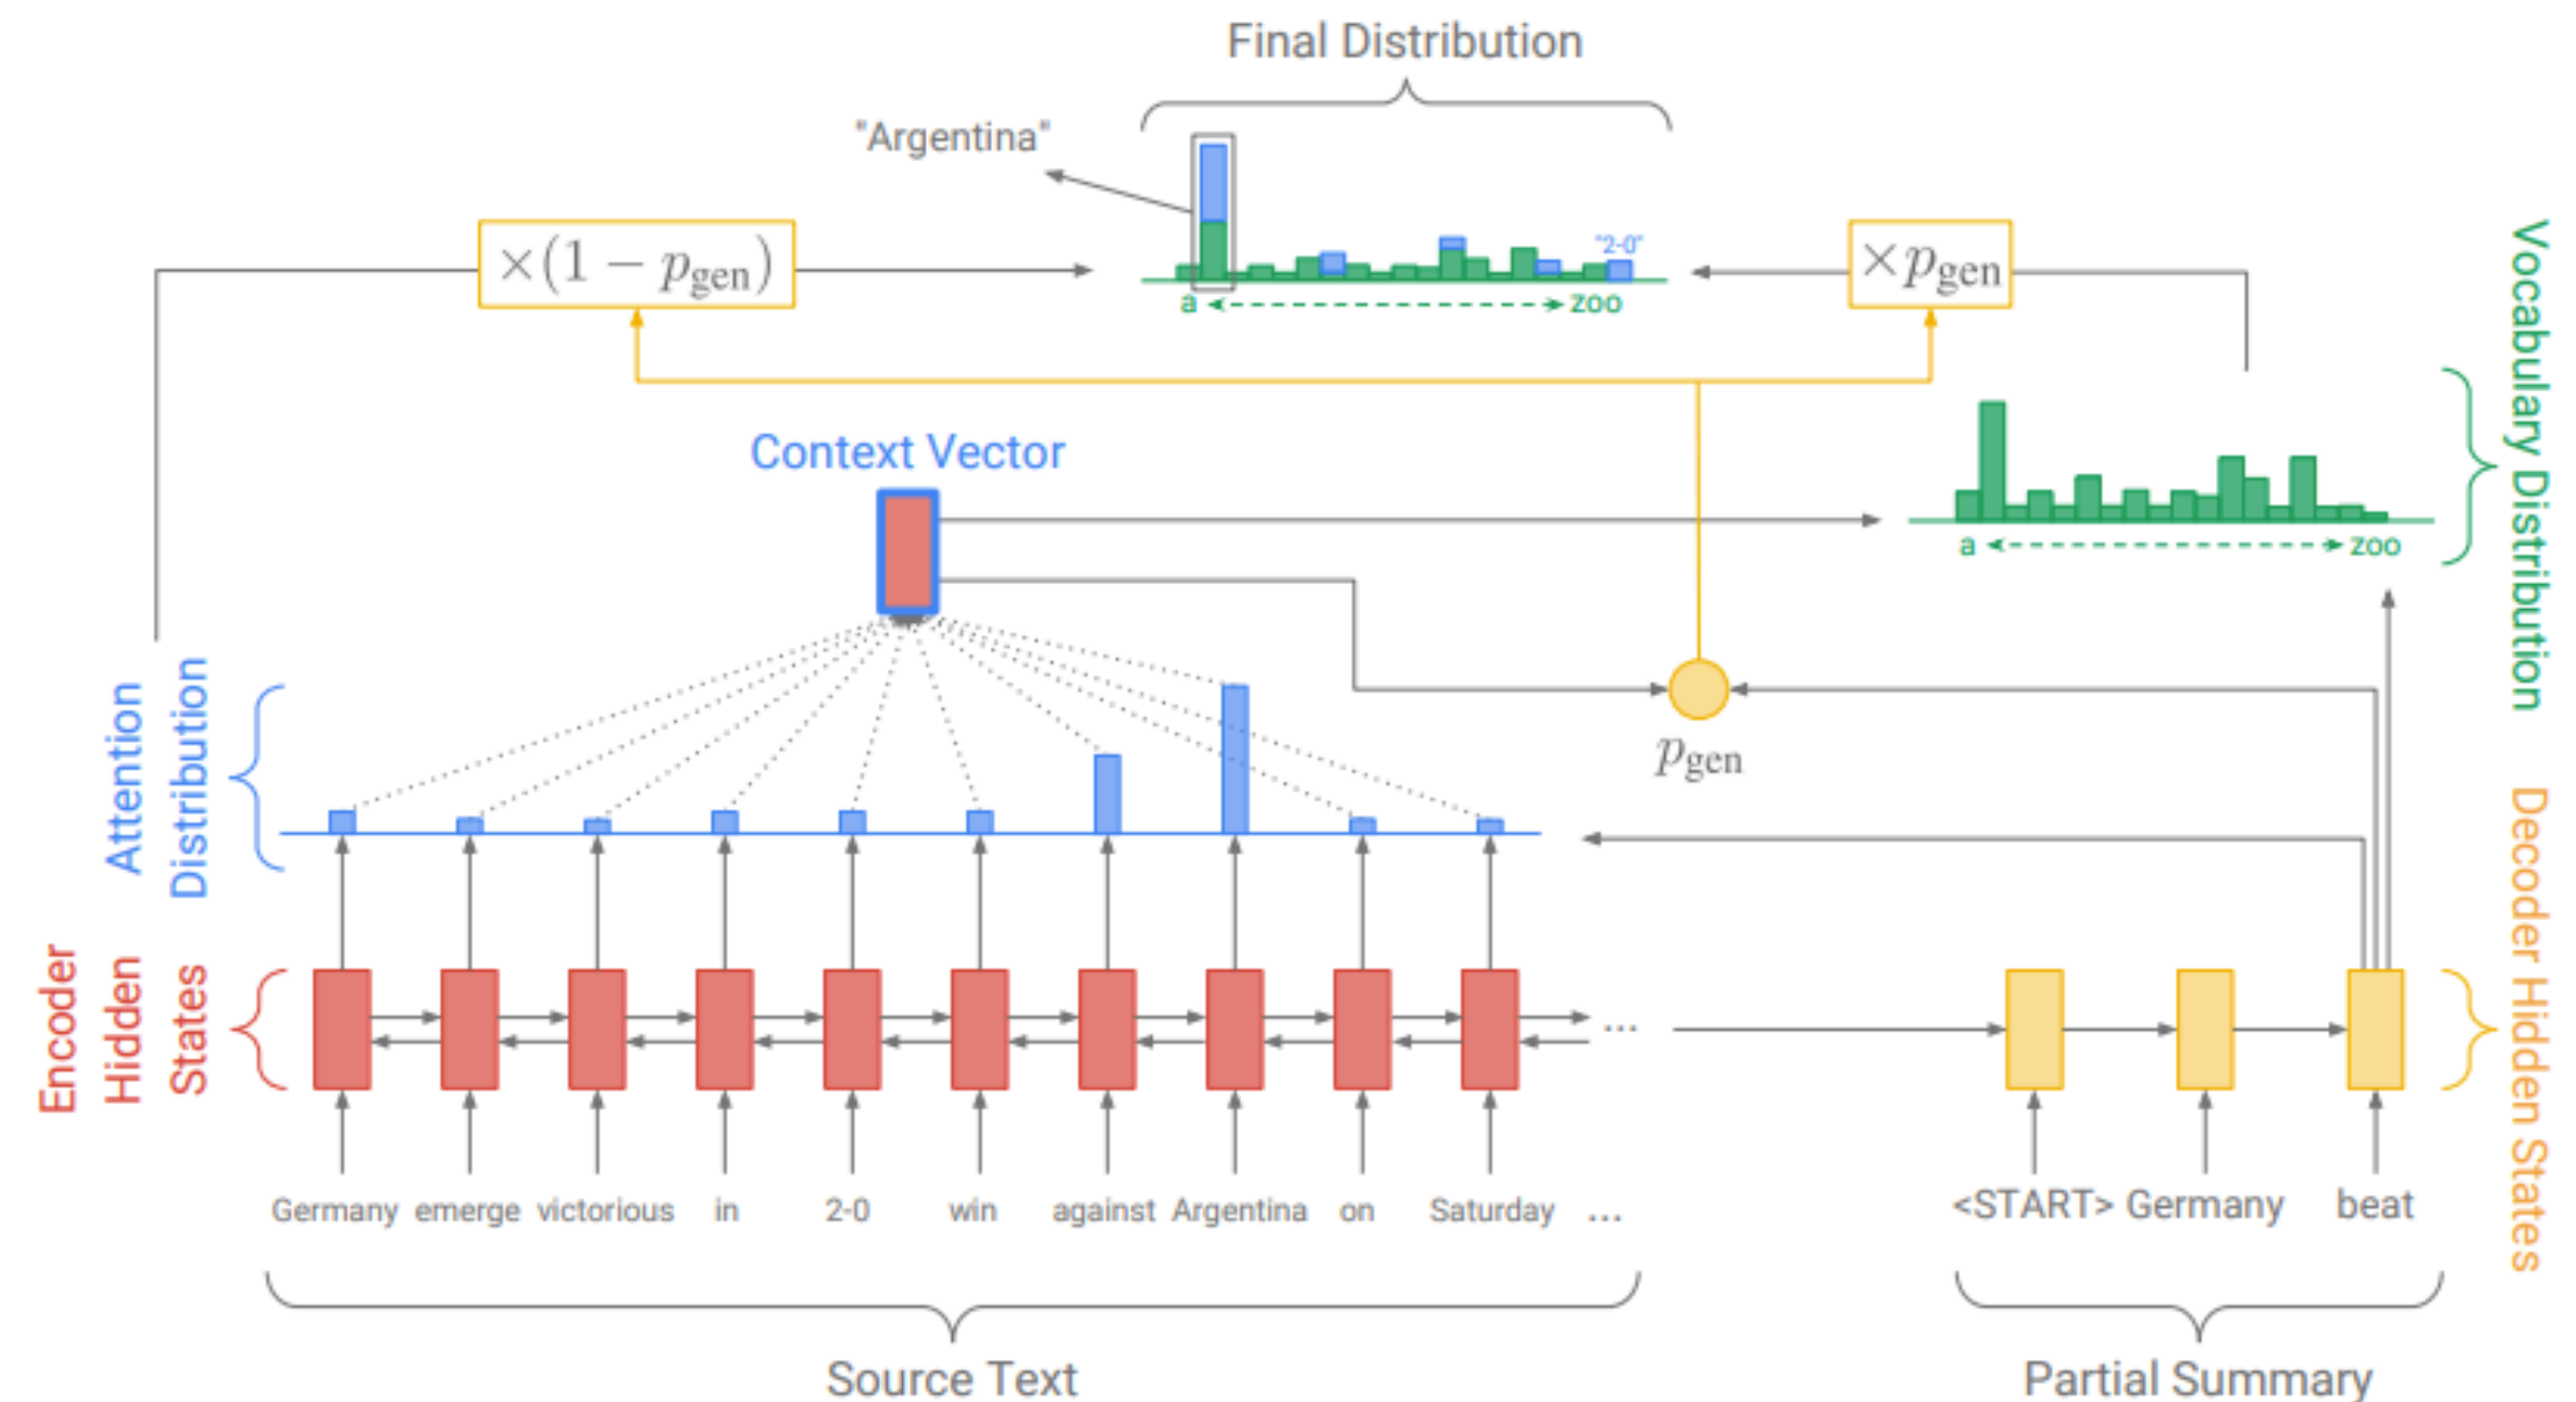 Final Distribution
"Argentina"
×(1 − pgen)
"2-0"
×pgen
a
zoo
Context Vector
Vocabulary Distribution
a
zoo
Attention
Distribution
pgen
Encoder
Hidden
States
Decoder Hidden States
Germany emerge victorious in 2-0 win against Argentina on Saturday ...
...
<START> Germany beat
Source Text
Partial Summary